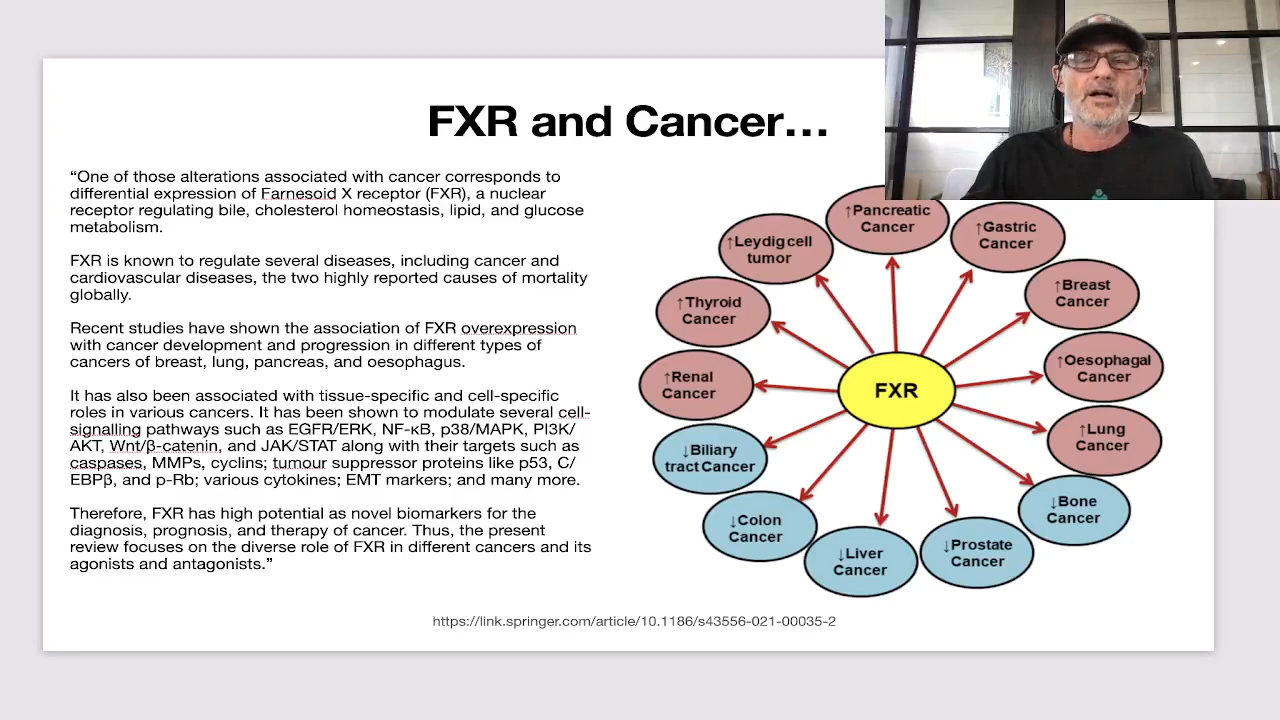 FXR and Cancer…
“One of those alterations associated with cancer corresponds to
differential expression of Farnesoid X receptor (FXR), a nuclear
receptor regulating bile, cholesterol homeostasis, lipid, and glucose
metabolism.
FXR is known to regulate several diseases, including cancer and
cardiovascular diseases, the two highly reported causes of mortality
globally.
Recent studies have shown the association of FXR overexpression
with cancer development and progression in different types of
cancers of breast, lung, pancreas, and oesophagus.
It has also been associated with tissue-specific and cell-specific
roles in various cancers. It has been shown to modulate several cell-
signalling pathways such as EGFR/ERK, NF-κB, p38/MAPK, PI3K/
AKT, Wnt/β-catenin, and JAK/STAT along with their targets such as
caspases, MMPs, cyclins; tumour suppressor proteins like p53, C/
EBPβ, and p-Rb; various cytokines; EMT markers; and many more.
Therefore, FXR has high potential as novel biomarkers for the
diagnosis, prognosis, and therapy of cancer. Thus, the present
review focuses on the diverse role of FXR in different cancers and its
agonists and antagonists.”
↑Pancreatic
Cancer
↑Gastric
Cancer
↑Breast
Cancer
↑Oesophagal
Cancer
↑Lung
Cancer
↓Bone
Cancer
↓Prostate
Cancer
↓Liver
Cancer
↓Colon
Cancer
↓Biliary
tract Cancer
↑Renal
Cancer
↑Thyroid
Cancer
↑Leydig cell
tumor
FXR
https://link.springer.com/article/10.1186/s43556-021-00035-2